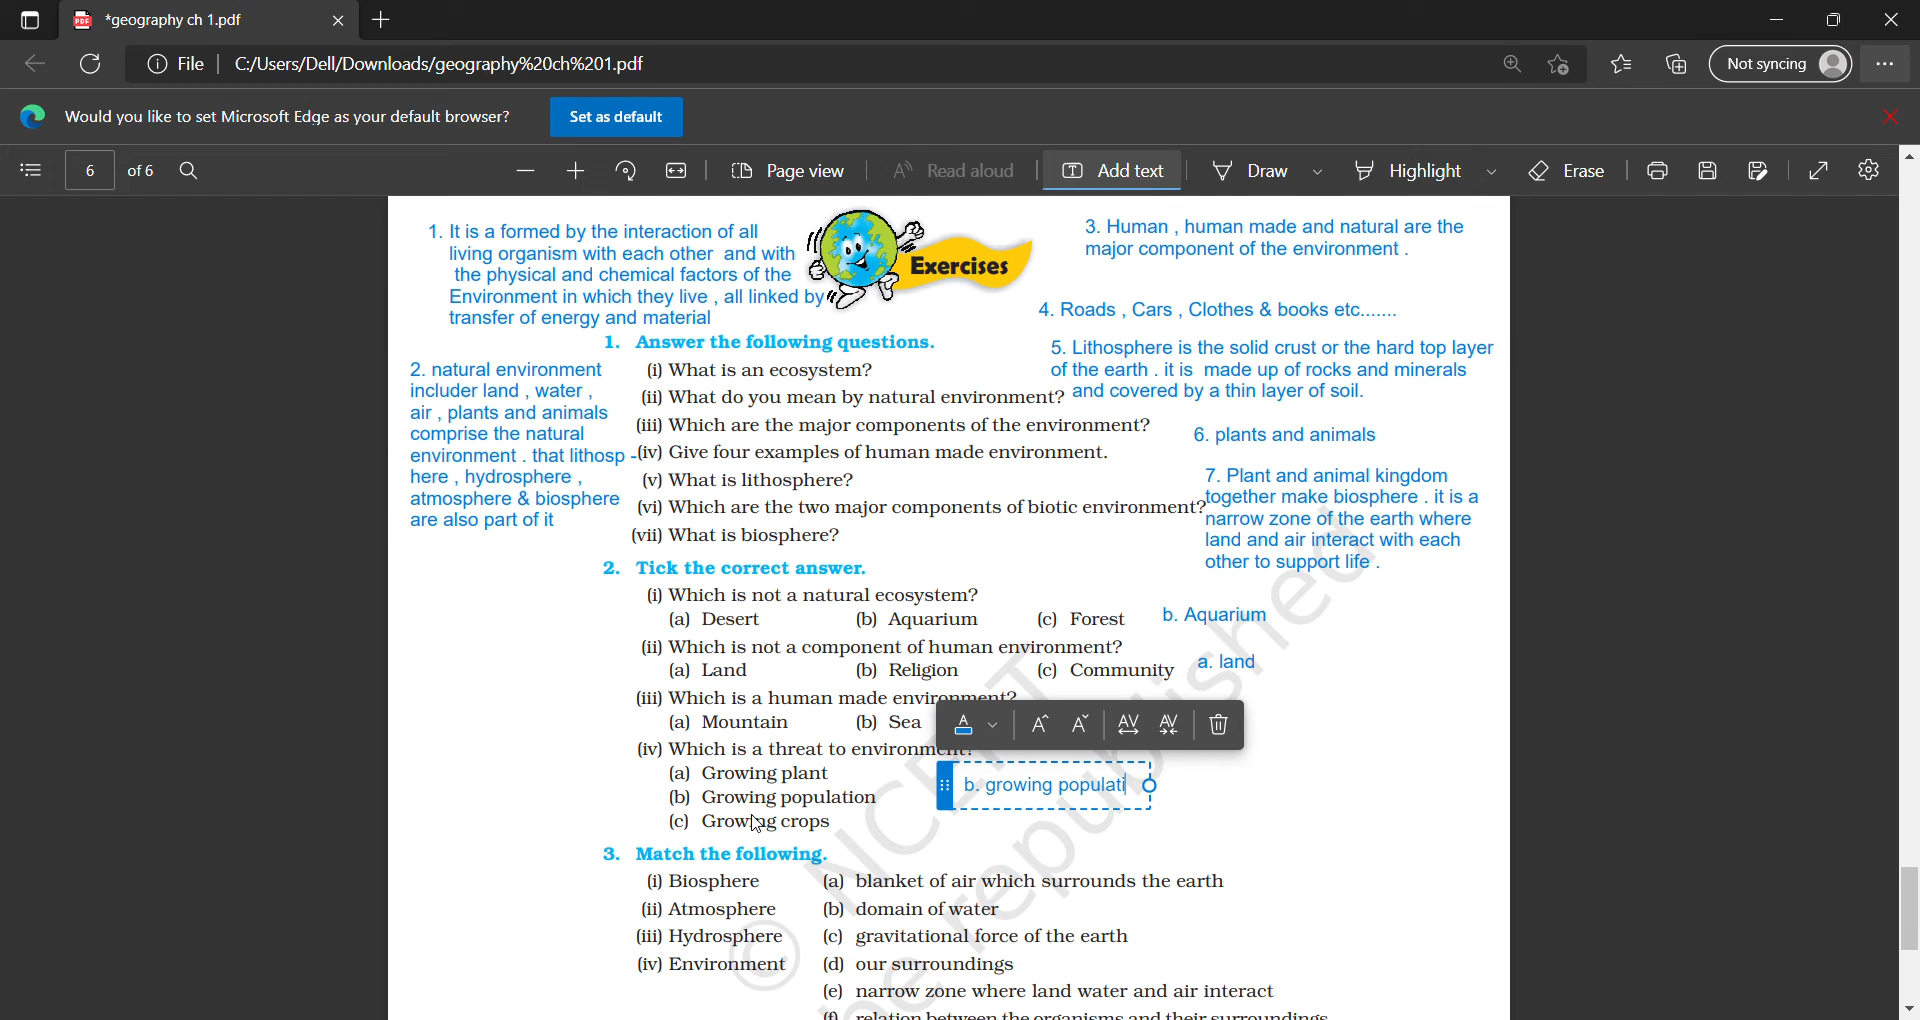 *geography ch 1.pdf
File
C:/Users/Dell/Downloads/geography%20ch%201.pdf
Not syncing
Would you like to set Microsoft Edge as your default browser?
Set as default
6 of 6
Page view
Read aloud
Add text
Draw
Highlight
Erase
1. It is a formed by the interaction of all
living organism with each other and with
the physical and chemical factors of the
Environment in which they live , all linked by
transfer of energy and material
Exercises
3. Human , human made and natural are the
major component of the environment .
4. Roads , Cars , Clothes & books etc.......
5. Lithosphere is the solid crust or the hard top layer
of the earth . it is made up of rocks and minerals
and covered by a thin layer of soil.
2. natural environment
includer land , water ,
air , plants and animals
comprise the natural
environment . that lithosp -
here , hydrosphere ,
atmosphere & biosphere
are also part of it
1. Answer the following questions.
(i) What is an ecosystem?
(ii) What do you mean by natural environment?
(iii) Which are the major components of the environment?
(iv) Give four examples of human made environment.
(v) What is lithosphere?
(vi) Which are the two major components of biotic environment?
(vii) What is biosphere?
6. plants and animals
7. Plant and animal kingdom
together make biosphere . it is a
narrow zone of the earth where
land and air interact with each
other to support life .
2. Tick the correct answer.
(i) Which is not a natural ecosystem?
(a) Desert (b) Aquarium (c) Forest
b. Aquarium
(ii) Which is not a component of human environment?
(a) Land (b) Religion (c) Community
a. land
(iii) Which is a human made environment?
(a) Mountain (b) Sea
(iv) Which is a threat to environment?
(a) Growing plant
(b) Growing population
(c) Growing crops
b. growing populati
3. Match the following.
(i) Biosphere (a) blanket of air which surrounds the earth
(ii) Atmosphere (b) domain of water
(iii) Hydrosphere (c) gravitational force of the earth
(iv) Environment (d) our surroundings
(e) narrow zone where land water and air interact
(f) relation between the organisms and their surroundings
© NCERT
be republished